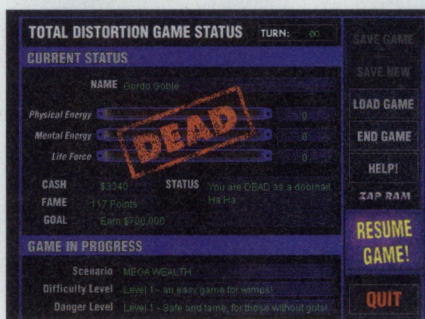 TOTAL DISTORTION GAME STATUS TURN: 00
CURRENT STATUS
NAME Gordo Goble
Physical Energy 0
Mental Energy 0
Life Force 0
DEAD
CASH $3340 STATUS You are DEAD as a doornail.
Ha Ha
FAME 117 Points
GOAL Earn $700,000
GAME IN PROGRESS
Scenario MEGA WEALTH
Difficulty Level Level 1 - an easy game for wimps!
Danger Level Level 1 - Safe and tame, for those without guts!
SAVE GAME
SAVE NEW
LOAD GAME
END GAME
HELP!
ZAP RAM
RESUME
GAME!
QUIT